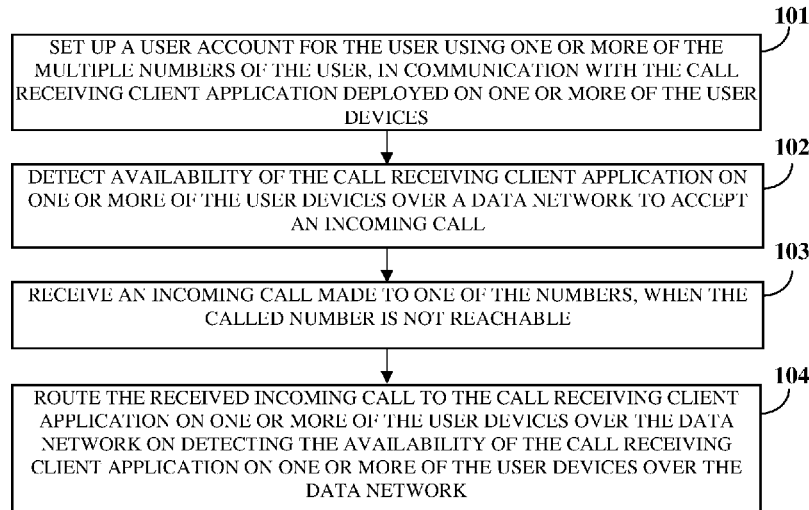 101
SET UP A USER ACCOUNT FOR THE USER USING ONE OR MORE OF THE
MULTIPLE NUMBERS OF THE USER, IN COMMUNICATION WITH THE CALL
RECEIVING CLIENT APPLICATION DEPLOYED ON ONE OR MORE OF THE USER
DEVICES
102
DETECT AVAILABILITY OF THE CALL RECEIVING CLIENT APPLICATION ON
ONE OR MORE OF THE USER DEVICES OVER A DATA NETWORK TO ACCEPT
AN INCOMING CALL
103
RECEIVE AN INCOMING CALL MADE TO ONE OF THE NUMBERS, WHEN THE
CALLED NUMBER IS NOT REACHABLE
104
ROUTE THE RECEIVED INCOMING CALL TO THE CALL RECEIVING CLIENT
APPLICATION ON ONE OR MORE OF THE USER DEVICES OVER THE DATA
NETWORK ON DETECTING THE AVAILABILITY OF THE CALL RECEIVING
CLIENT APPLICATION ON ONE OR MORE OF THE USER DEVICES OVER THE
DATA NETWORK